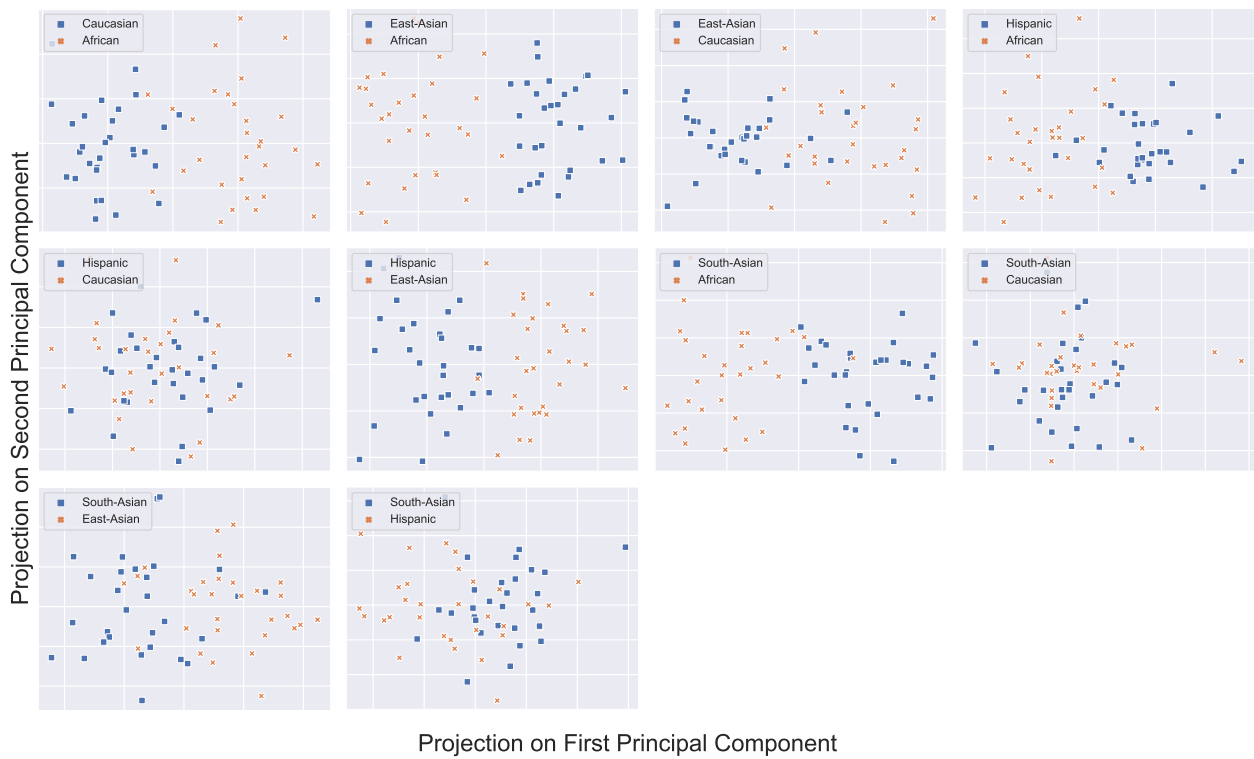 Caucasian
African
East-Asian
African
East-Asian
Caucasian
Hispanic
African
Hispanic
Caucasian
Hispanic
East-Asian
South-Asian
African
South-Asian
Caucasian
South-Asian
East-Asian
South-Asian
Hispanic
Projection on Second Principal Component
Projection on First Principal Component